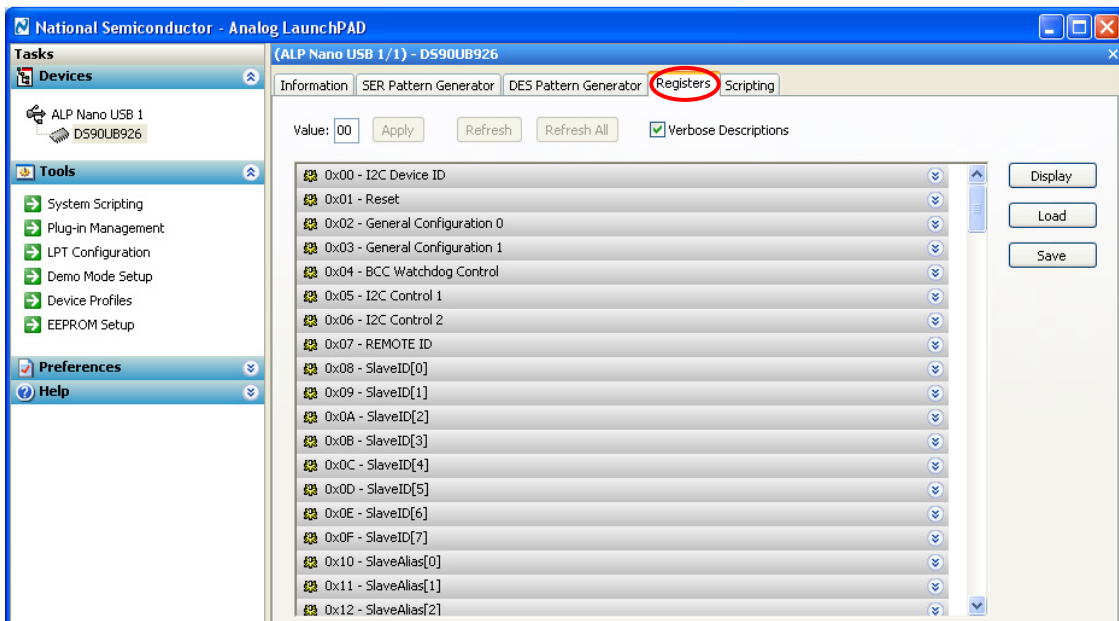 National Semiconductor - Analog LaunchPAD
Tasks
(ALP Nano USB 1/1) - DS90UB926
Devices
ALP Nano USB 1
DS90UB926
Tools
System Scripting
Plug-in Management
LPT Configuration
Demo Mode Setup
Device Profiles
EEPROM Setup
Preferences
Help
Information SER Pattern Generator DES Pattern Generator Registers Scripting
Value: 00 Apply Refresh Refresh All Verbose Descriptions
0x00 - I2C Device ID
0x01 - Reset
0x02 - General Configuration 0
0x03 - General Configuration 1
0x04 - BCC Watchdog Control
0x05 - I2C Control 1
0x06 - I2C Control 2
0x07 - REMOTE ID
0x08 - SlaveID[0]
0x09 - SlaveID[1]
0x0A - SlaveID[2]
0x0B - SlaveID[3]
0x0C - SlaveID[4]
0x0D - SlaveID[5]
0x0E - SlaveID[6]
0x0F - SlaveID[7]
0x10 - SlaveAlias[0]
0x11 - SlaveAlias[1]
0x12 - SlaveAlias[2]
Display
Load
Save